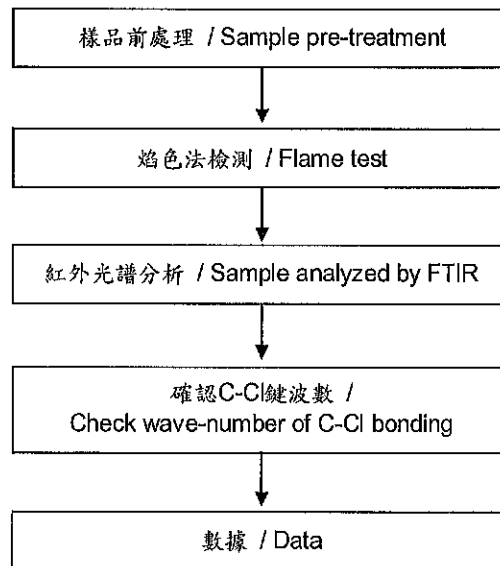 樣品前處理 / Sample pre-treatment
焰色法檢測 / Flame test
紅外光譜分析 / Sample analyzed by FTIR
確認C-Cl鍵波數 /
Check wave-number of C-Cl bonding
數據 / Data